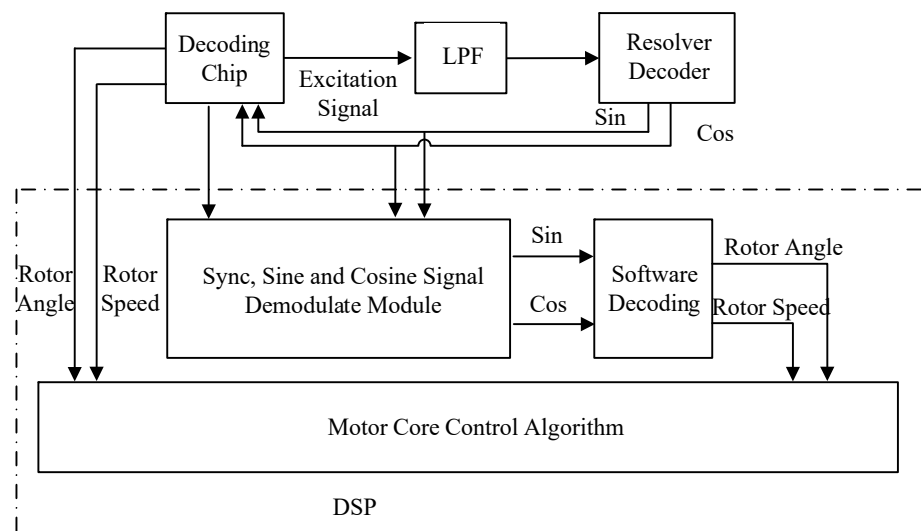 Decoding
Chip
Excitation
Signal
LPF
Resolver
Decoder
Sin
Cos
Rotor
Angle
Rotor
Speed
Sync, Sine and Cosine Signal
Demodulate Module
Sin
Cos
Software
Decoding
Rotor Angle
Rotor Speed
Motor Core Control Algorithm
DSP